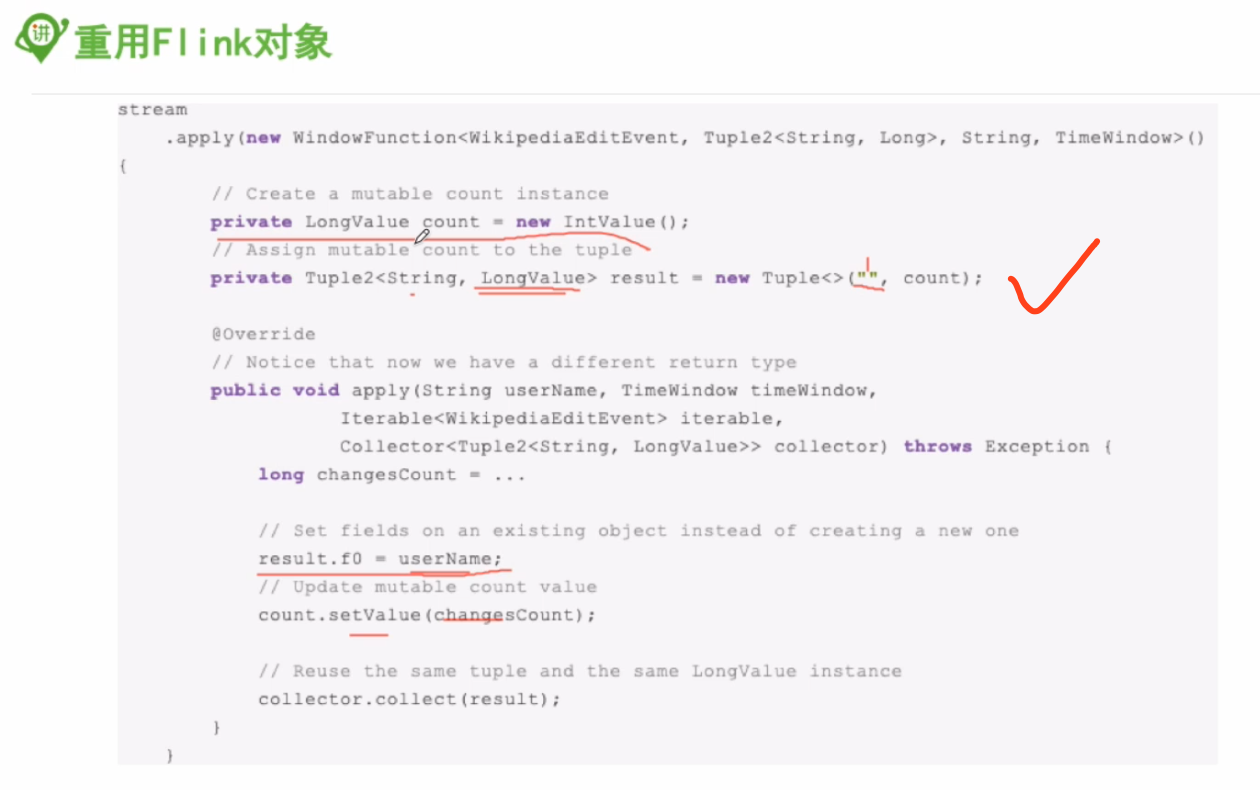 讲
重用Flink对象
stream
.apply(new WindowFunction<WikipediaEditEvent, Tuple2<String, Long>, String, TimeWindow>()
{
// Create a mutable count instance
private LongValue count = new IntValue();
// Assign mutable count to the tuple
private Tuple2<String, LongValue> result = new Tuple<>("", count);
@Override
// Notice that now we have a different return type
public void apply(String userName, TimeWindow timeWindow,
Iterable<WikipediaEditEvent> iterable,
Collector<Tuple2<String, LongValue>> collector) throws Exception {
long changesCount = ...
// Set fields on an existing object instead of creating a new one
result.f0 = userName;
// Update mutable count value
count.setValue(changesCount);
// Reuse the same tuple and the same LongValue instance
collector.collect(result);
}
}